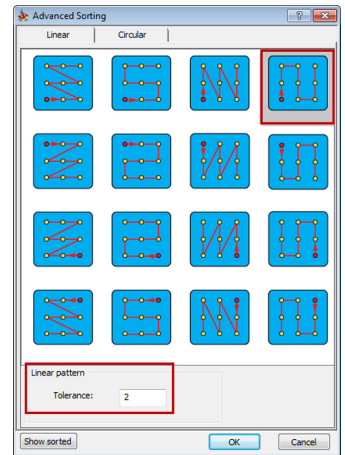 Advanced Sorting
Linear Circular
Linear pattern
Tolerance: 2
Show sorted OK Cancel